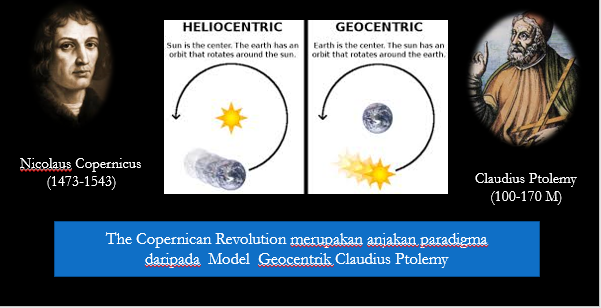 HELIOCENTRIC
Sun is the center. The earth has an
orbit that rotates around the sun.
GEOCENTRIC
Earth is the center. The sun has an
orbit that rotates around the earth.
Nicolaus Copernicus
(1473-1543)
Claudius Ptolemy
(100-170 M)
The Copernican Revolution merupakan anjakan paradigma
daripada Model Geocentrik Claudius Ptolemy